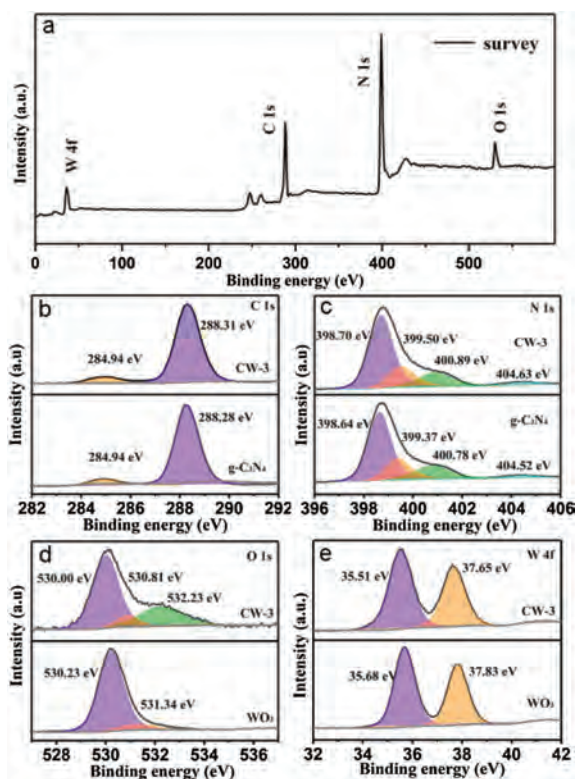 a
survey
W 4f
C 1s
N 1s
O 1s
Intensity (a.u.)
0 100 200 300 400 500
Binding energy (eV)
b
C 1s
288.31 eV
284.94 eV
CW-3
288.28 eV
284.94 eV
g-C₃N₄
Intensity (a.u)
282 284 286 288 290 292
Binding energy (eV)
c
N 1s
398.70 eV
399.50 eV
CW-3
400.89 eV
404.63 eV
398.64 eV
g-C₃N₄
399.37 eV
400.78 eV
404.52 eV
Intensity (a.u)
396 398 400 402 404 406
Binding energy (eV)
d
O 1s
530.00 eV
530.81 eV
532.23 eV
CW-3
530.23 eV
531.34 eV
WO₃
Intensity (a.u)
528 530 532 534 536
Binding energy (eV)
e
W 4f
35.51 eV
37.65 eV
CW-3
35.68 eV
37.83 eV
WO₃
Intensity (a.u)
32 34 36 38 40 42
Binding energy (eV)